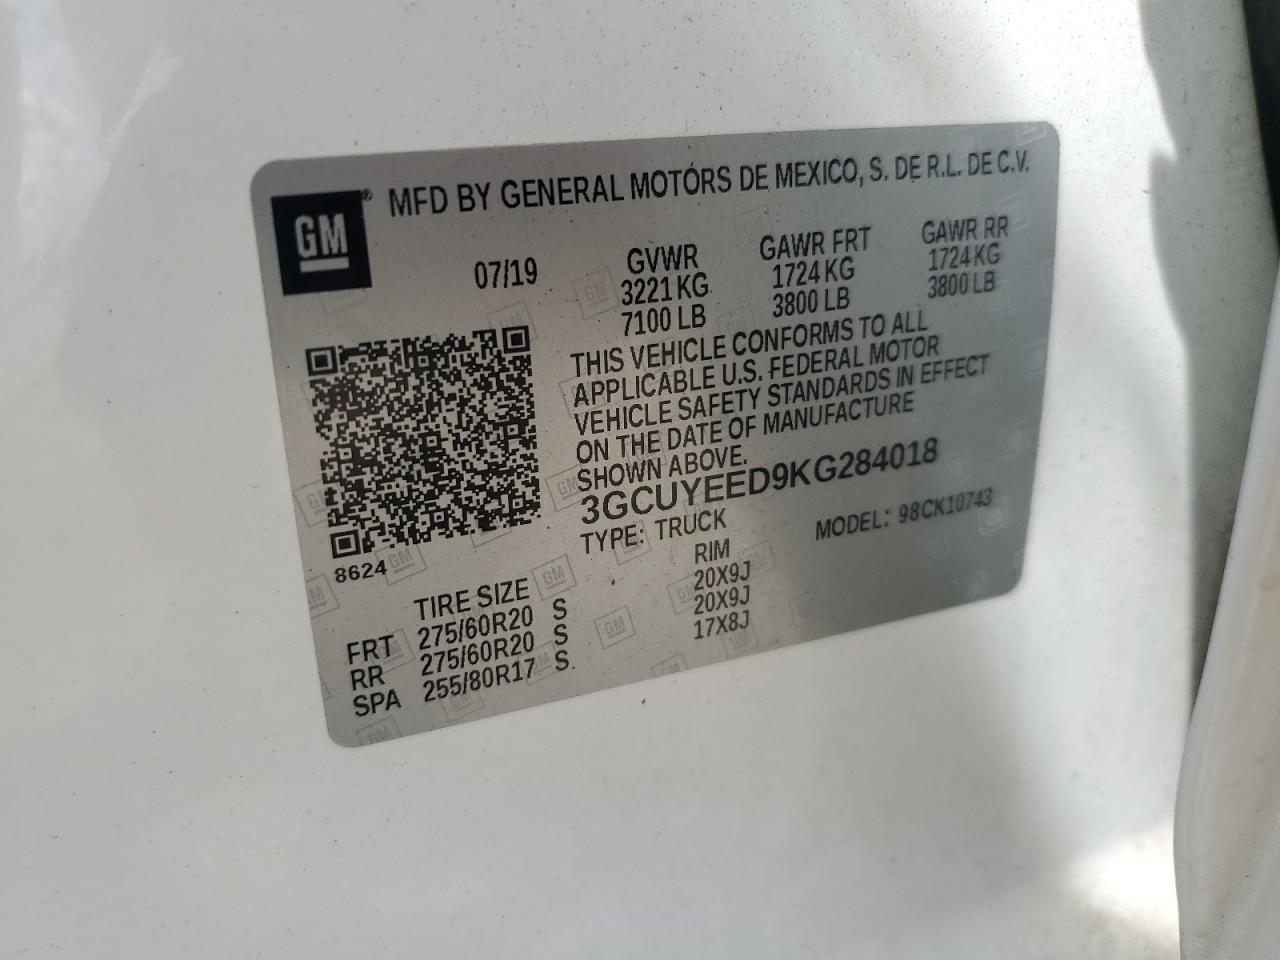 GM ® MFD BY GENERAL MOTORS DE MEXICO, S. DE R.L. DE C.V.
07/19
GVWR
3221 KG
7100 LB
GAWR FRT
1724 KG
3800 LB
GAWR RR
1724 KG
3800 LB
THIS VEHICLE CONFORMS TO ALL
APPLICABLE U.S. FEDERAL MOTOR
VEHICLE SAFETY STANDARDS IN EFFECT
ON THE DATE OF MANUFACTURE
SHOWN ABOVE.
3GCUYEED9KG284018
TYPE: TRUCK MODEL: 98CK10743
8624
TIRE SIZE RIM
FRT 275/60R20 S 20X9J
RR 275/60R20 S 20X9J
SPA 255/80R17 S 17X8J